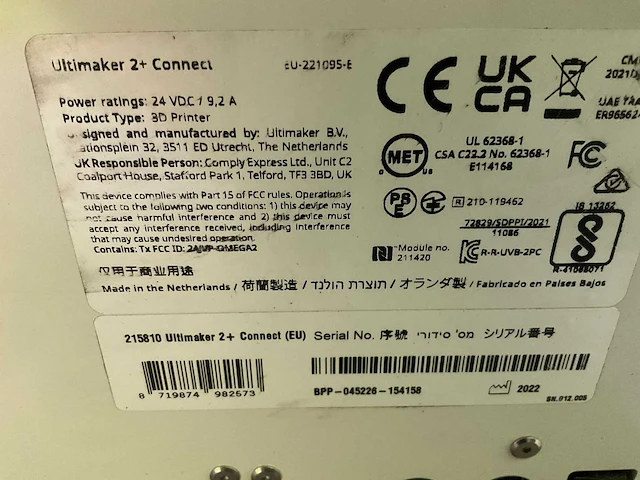 Ultimaker 2+ Connect
EU-221095-E
Power ratings: 24 VDC / 9,2 A
Product Type: 3D Printer
signed and manufactured by: Ultimaker B.V.,
ationsplein 32, 3511 ED Utrecht, The Netherlands
UK Responsible Person: Comply Express Ltd., Unit C2
Coalport House, Stafford Park 1, Telford, TF3 3BD, UK
This device complies with Part 15 of FCC rules. Operation is
subject to the following two conditions: 1) this device may
not cause harmful interference and 2) this device must
accept any interference received, including interference
that may cause undesired operation.
Contains: Tx FCC ID: 2AJUP-OMEGA2
仅用于商业用途
Made in the Netherlands / 荷蘭製造 / תוצרת הולנד / オランダ製 / Fabricado en Países Bajos
CE
UK
CA
UAE TRA
MET
UL 62368-1
CSA C22.2 No. 62368-1
E114168
FC
PS
E
R 210-119462
72829/SDPPI/2021
11086
IS 13252
Module no.
211420
R-R-UVB-2PC
R-41068071
215810 Ultimaker 2+ Connect (EU) Serial No. 序號 מס' סידורי シリアル番号
8 719874 982573
BPP-045226-154158
2022
SN.012.005